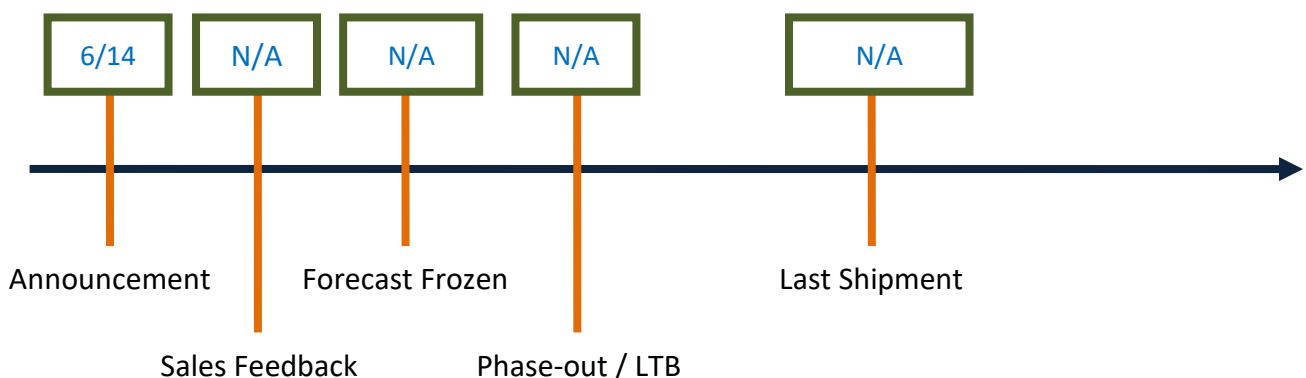 6/14
N/A
N/A
N/A
N/A
Announcement
Forecast Frozen
Last Shipment
Sales Feedback
Phase-out / LTB